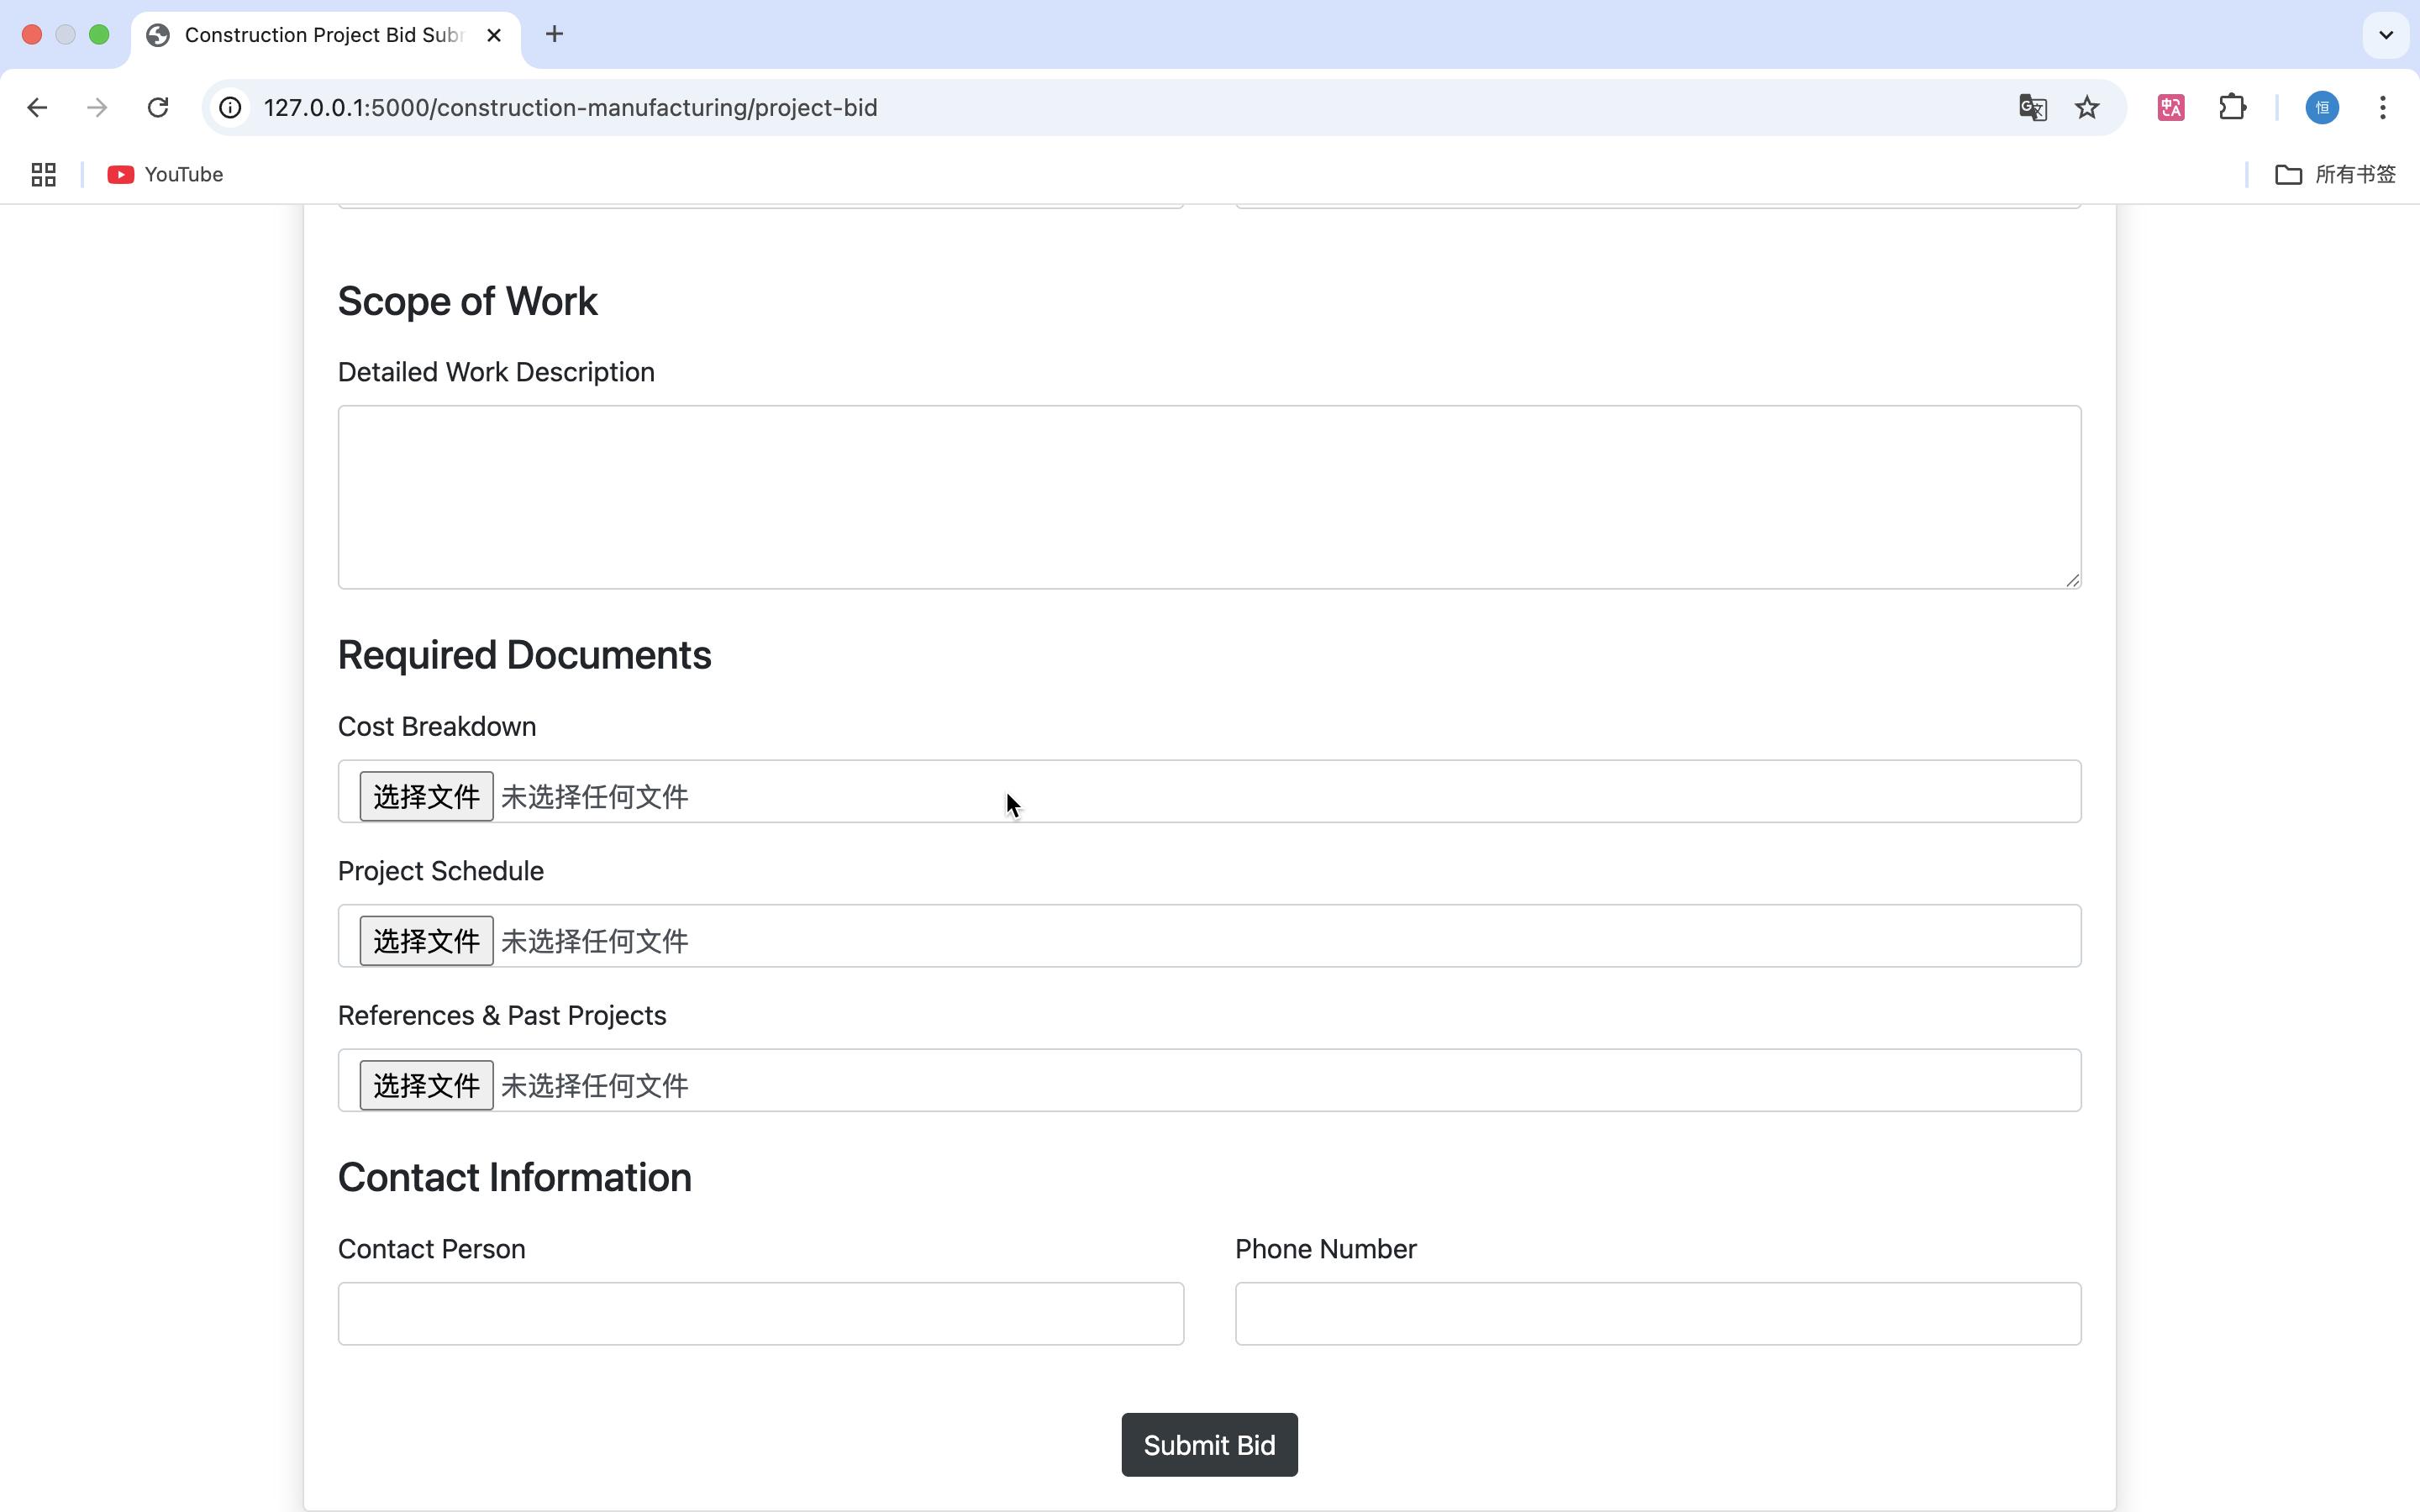 Construction Project Bid Subr
127.0.0.1:5000/construction-manufacturing/project-bid
恒
YouTube
所有书签
Scope of Work
Detailed Work Description
Required Documents
Cost Breakdown
选择文件 未选择任何文件
Project Schedule
选择文件 未选择任何文件
References & Past Projects
选择文件 未选择任何文件
Contact Information
Contact Person
Phone Number
Submit Bid